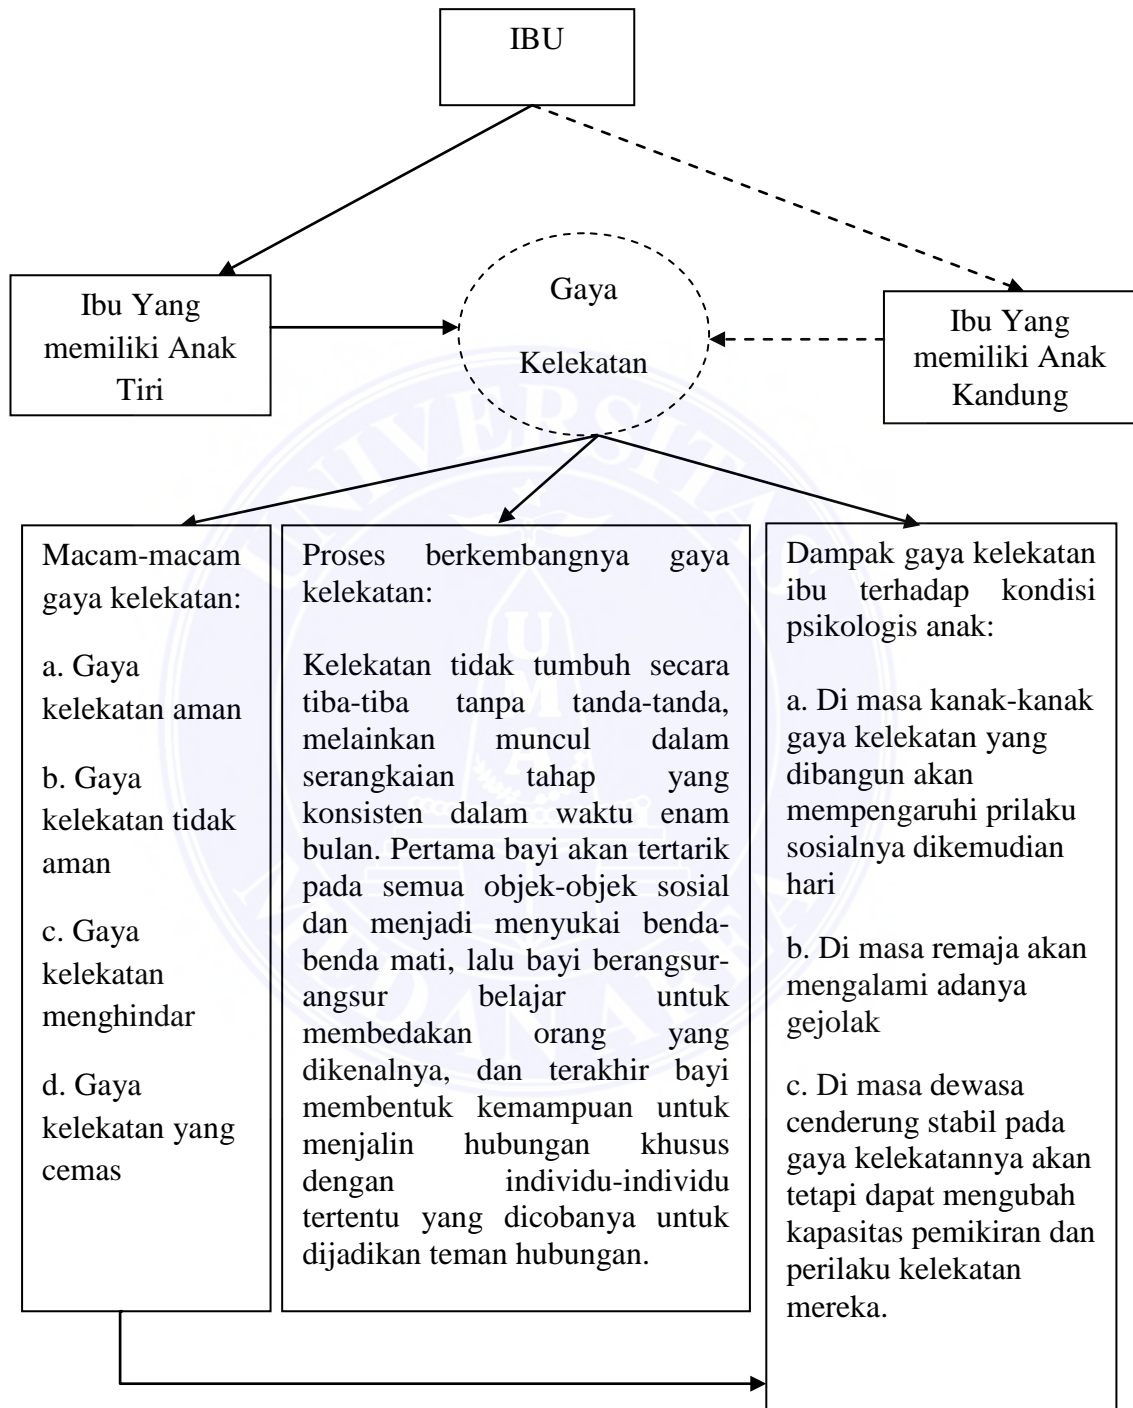 IBU
Ibu Yang
memiliki Anak
Tiri
Gaya
Kelekatan
Ibu Yang
memiliki Anak
Kandung
Macam-macam
gaya kelekatan:
a. Gaya
kelekatan aman
b. Gaya
kelekatan tidak
aman
c. Gaya
kelekatan
menghindar
d. Gaya
kelekatan yang
cemas
Proses berkembangnya gaya
kelekatan:
Kelekatan tidak tumbuh secara
tiba-tiba tanpa tanda-tanda,
melainkan muncul dalam
serangkaian tahap yang
konsisten dalam waktu enam
bulan. Pertama bayi akan tertarik
pada semua objek-objek sosial
dan menjadi menyukai benda-
benda mati, lalu bayi berangsur-
angsur belajar untuk
membedakan orang yang
dikenalnya, dan terakhir bayi
membentuk kemampuan untuk
menjalin hubungan khusus
dengan individu-individu
tertentu yang dicobanya untuk
dijadikan teman hubungan.
Dampak gaya kelekatan
ibu terhadap kondisi
psikologis anak:
a. Di masa kanak-kanak
gaya kelekatan yang
dibangun akan
mempengaruhi prilaku
sosialnya dikemudian
hari
b. Di masa remaja akan
mengalami adanya
gejolak
c. Di masa dewasa
cenderung stabil pada
gaya kelekatannya akan
tetapi dapat mengubah
kapasitas pemikiran dan
perilaku kelekatan
mereka.
UNIVERSITAS
UMA
MEDAN AREA